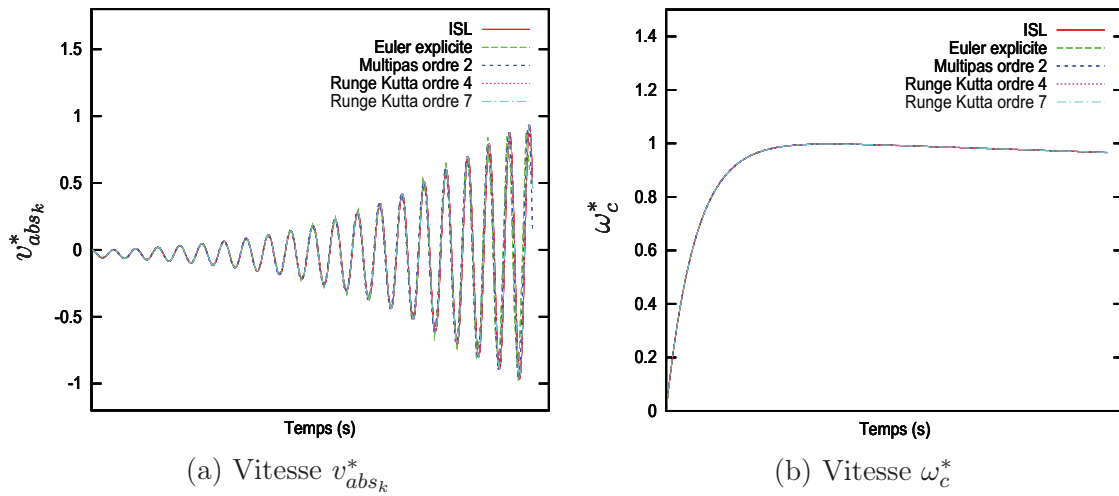 1.5
1
0.5
0
-0.5
-1
v*absk
ISL
Euler explicite
Multipas ordre 2
Runge Kutta ordre 4
Runge Kutta ordre 7
Temps (s)
(a) Vitesse v*absk
1.4
1.2
1
0.8
0.6
0.4
0.2
0
ω*c
ISL
Euler explicite
Multipas ordre 2
Runge Kutta ordre 4
Runge Kutta ordre 7
Temps (s)
(b) Vitesse ω*c